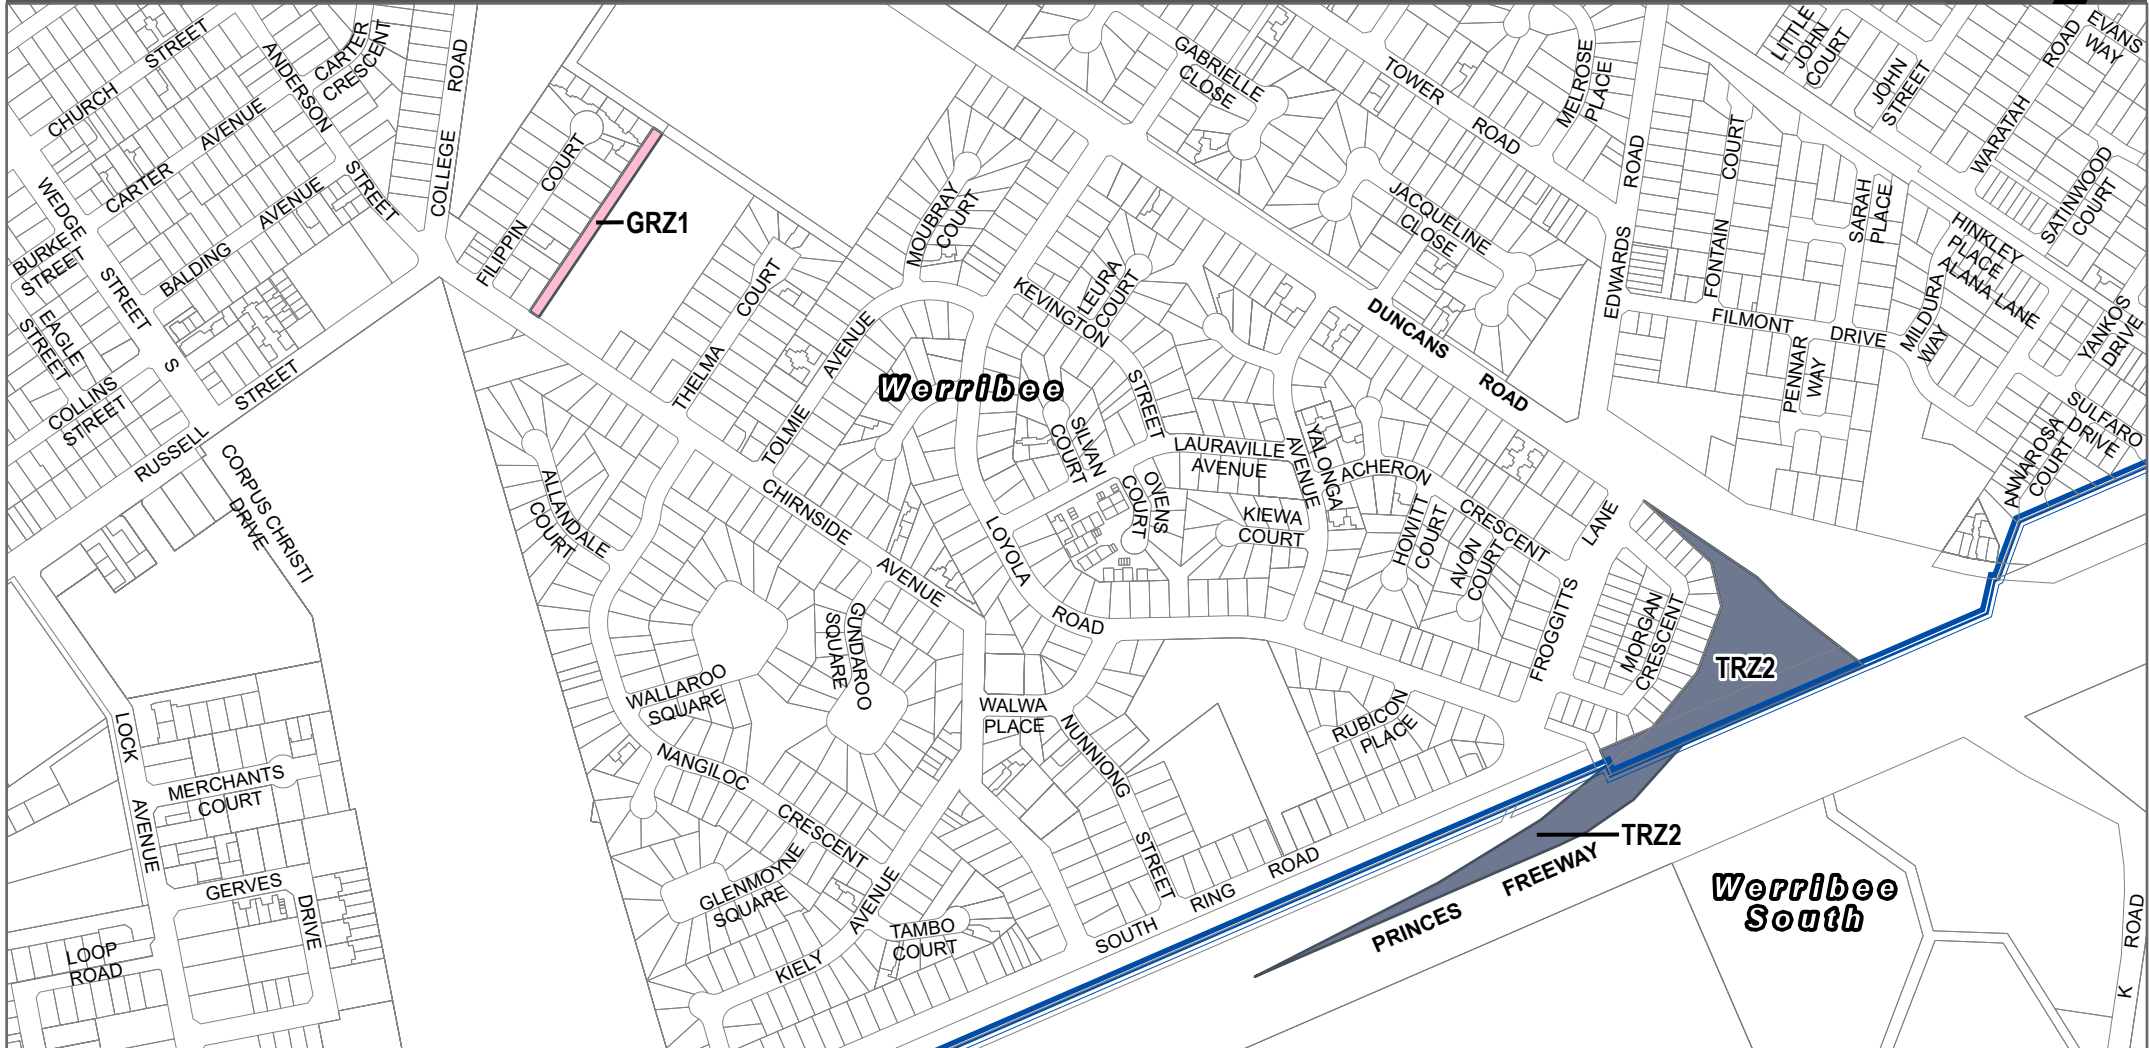 CHURCH STREET
ANDERSON STREET
CARTER
CRESCENT
COLLEGE ROAD
CARTER AVENUE
WEDGE STREET S
BURKE
STREET
BALDING AVENUE
EAGLE
STREET
COLLINS
STREET
RUSSELL STREET
CORPUS CHRISTI
DRIVE
FILIPPIN COURT
GRZ1
THELMA COURT
TOLMIE AVENUE
MOUBRAY
COURT
GABRIELLE
CLOSE
TOWER ROAD
MELROSE
PLACE
LITTLE
JOHN
COURT
JOHN
STREET
WARATAH ROAD
EVANS
WAY
SATINWOOD
COURT
EDWARDS ROAD
FONTAIN COURT
SARAH
PLACE
HINKLEY
PLACE
ALANA LANE
MILDURA
WAY
YANKOS
DRIVE
FILMONT DRIVE
PENNAR
WAY
SULFARO
DRIVE
ANNAROSA
COURT
JACQUELINE
CLOSE
DUNCANS ROAD
LEURA
COURT
KEVINGTON STREET
Werribee
SILVAN
COURT
LAURAVILLE
AVENUE
OVENS
COURT
YALONGA
AVENUE
KIEWA
COURT
ACHERON CRESCENT
HOWITT
COURT
AVON
COURT
FROGGITTS LANE
MORGAN
CRESCENT
TRZ2
ALLANDALE
COURT
CHIRNSIDE AVENUE
LOYOLA ROAD
GUNDAROO
SQUARE
WALLAROO
SQUARE
WALWA
PLACE
NUNNIONG STREET
RUBICON
PLACE
NANGILOC CRESCENT
GLENMOYNE
SQUARE
KIELY AVENUE
TAMBO
COURT
SOUTH RING ROAD
PRINCES FREEWAY
TRZ2
Werribee
South
K ROAD
LOCK AVENUE
MERCHANTS
COURT
GERVES DRIVE
LOOP
ROAD